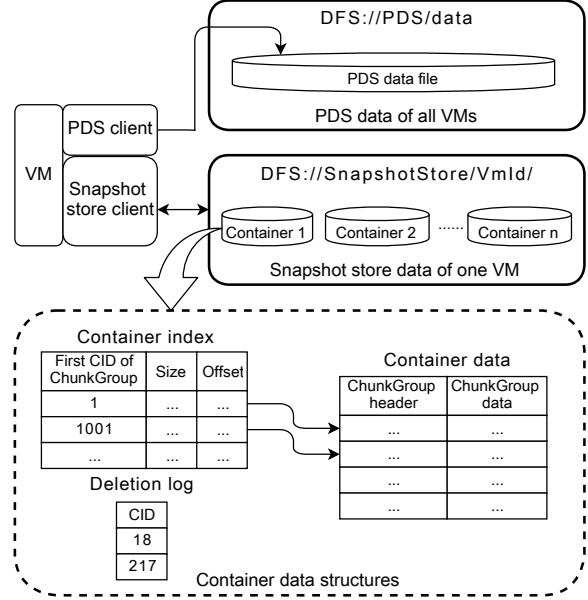 DFS://PDS/data
PDS data file
PDS data of all VMs
VM
PDS client
Snapshot
store client
DFS://SnapshotStore/VmId/
Container 1
Container 2
......
Container n
Snapshot store data of one VM
Container index
First CID of
ChunkGroup
Size
Offset
1
...
...
1001
...
...
...
...
...
Container data
ChunkGroup
header
ChunkGroup
data
...
...
...
...
...
...
...
...
Deletion log
CID
18
217
Container data structures